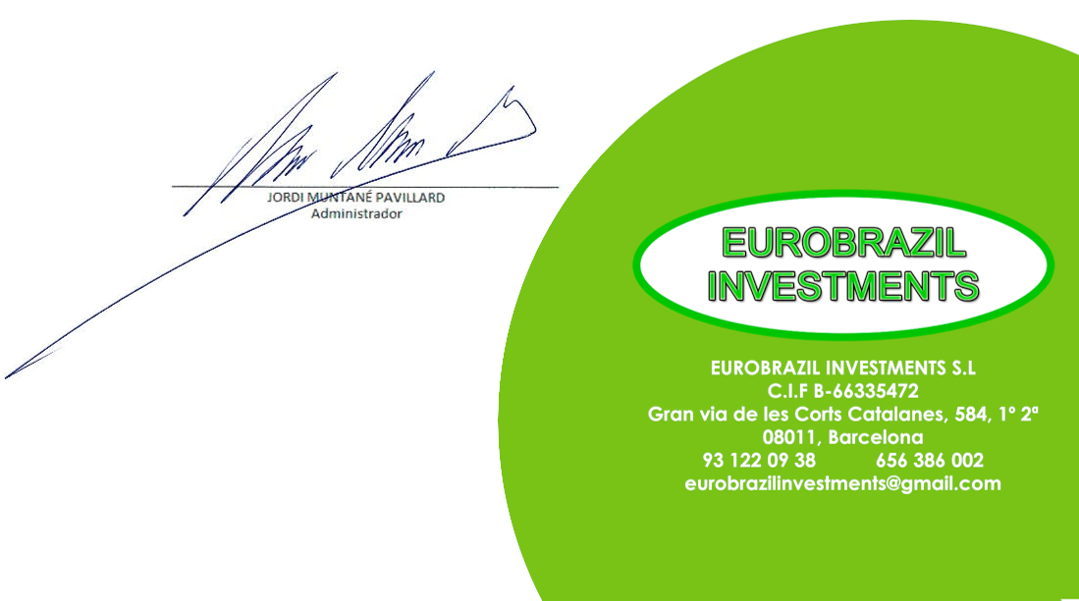 JORDI MUNTANÉ PAVILLARD
Administrador
EUROBRAZIL
INVESTMENTS
EUROBRAZIL INVESTMENTS S.L
C.I.F B-66335472
Gran via de les Corts Catalanes, 584, 1º 2ª
08011, Barcelona
93 122 09 38 656 386 002
eurobrazilinvestments@gmail.com